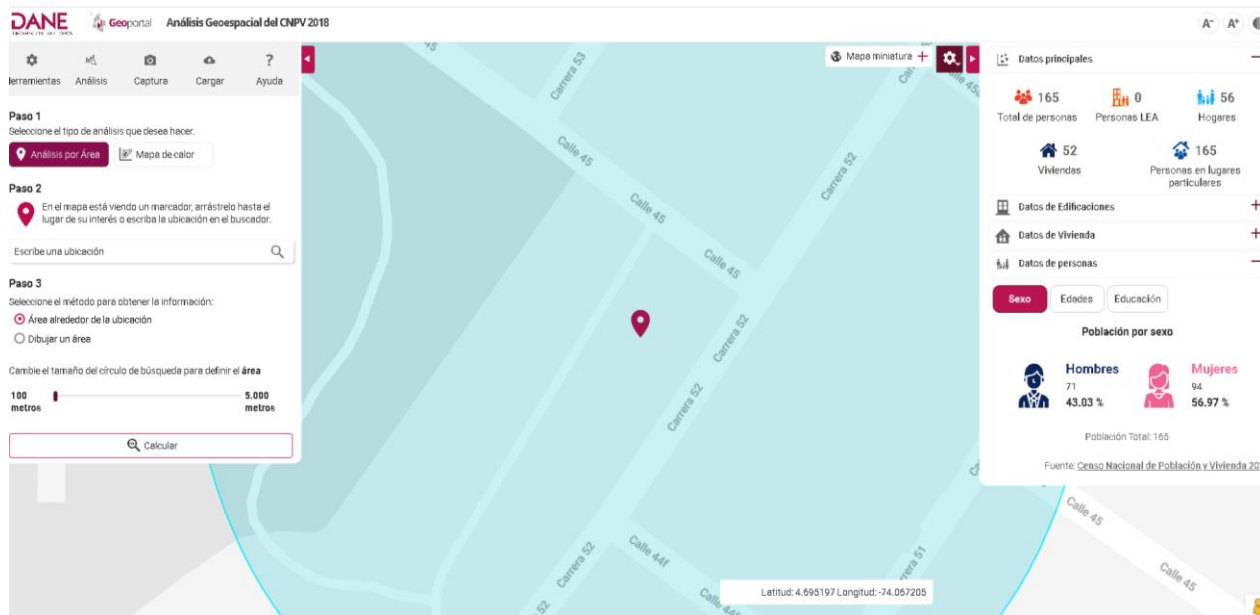 DANE
Geoportal
Análisis Geoespacial del CNPV 2018
A-
A+
lerramientas
Análisis
Captura
Cargar
Ayuda
Paso 1
Seleccione el tipo de análisis que desea hacer.
Análisis por Área
Mapa de calor
Paso 2
En el mapa está viendo un marcador, arrástrelo hasta el
lugar de su interés o escriba la ubicación en el buscador.
Escribe una ubicación
Paso 3
Seleccione el método para obtener la información:
Área alrededor de la ubicación
Dibujar un área
Cambie el tamaño del círculo de búsqueda para definir el área
100
metros
5.000
metros
Calcular
45
Carrera 53
Calle 45
Calle 45
Carrera 52
Calle 45
Carrera 52
Carrera 52
Carrera 52
Calle 44f
52
Calle 45
Calle 45
Mapa miniatura +
Latitud: 4.695197 Longitud:-74.067205
Datos principales
165
Total de personas
0
Personas LEA
56
Hogares
52
Viviendas
165
Personas en lugares
particulares
Datos de Edificaciones
Datos de Vivienda
Datos de personas
Sexo
Edades
Educación
Población por sexo
Hombres
71
43.03 %
Mujeres
94
56.97 %
Población Total: 165
Fuente: Censo Nacional de Población y Vivienda 20